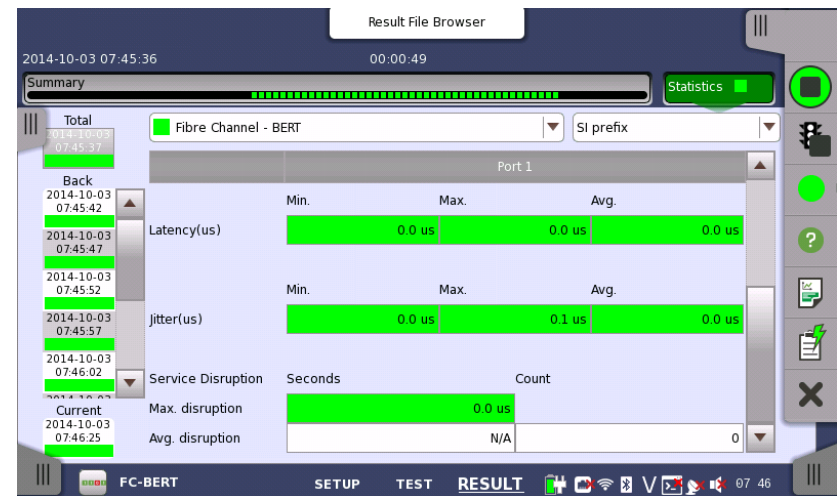 Result File Browser
2014-10-03 07:45:36 00:00:49
Summary
Statistics
Total
2014-10-03
07:45:37
Fibre Channel - BERT
SI prefix
Port 1
Back
2014-10-03
07:45:42
2014-10-03
07:45:47
2014-10-03
07:45:52
2014-10-03
07:45:57
2014-10-03
07:46:02
Current
2014-10-03
07:46:25
Min. Max. Avg.
Latency(us) 0.0 us 0.0 us 0.0 us
Min. Max. Avg.
Jitter(us) 0.0 us 0.1 us 0.0 us
Service Disruption Seconds Count
Max. disruption 0.0 us
Avg. disruption N/A 0
FC-BERT SETUP TEST RESULT 07 46